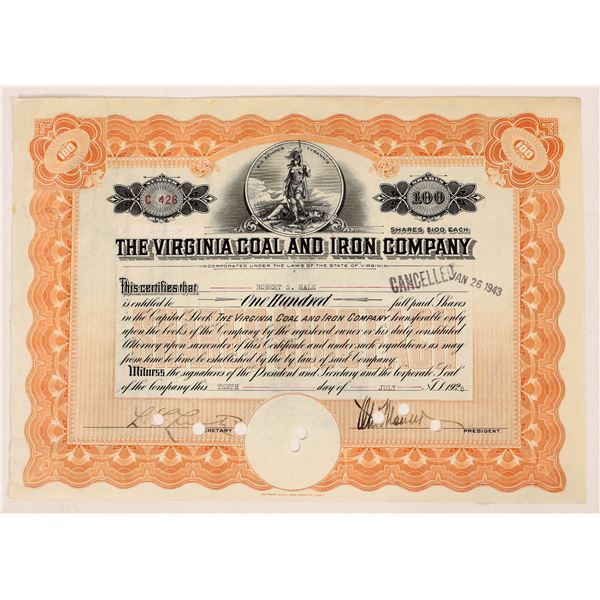 100
100
SIC SEMPER TYRANNIS
NUMBER
C 426
100
SHARES $100 EACH
THE VIRGINIA COAL AND IRON COMPANY
INCORPORATED UNDER THE LAWS OF THE STATE OF VIRGINIA
This certifies that ROBERT S. HALE
CANCELLED JAN 26 1943
is entitled to One Hundred full paid Shares
in the Capital Stock THE VIRGINIA COAL AND IRON COMPANY transferable only
upon the books of the Company by the registered owner or his duly constituted
Attorney upon surrender of this Certificate and under such regulations as may
from time to time be established by the by laws of said Company.
Witness the signatures of the President and Secretary and the Corporate Seal
of the Company this TENTH day of JULY A.D. 1928.
SECRETARY
PRESIDENT.